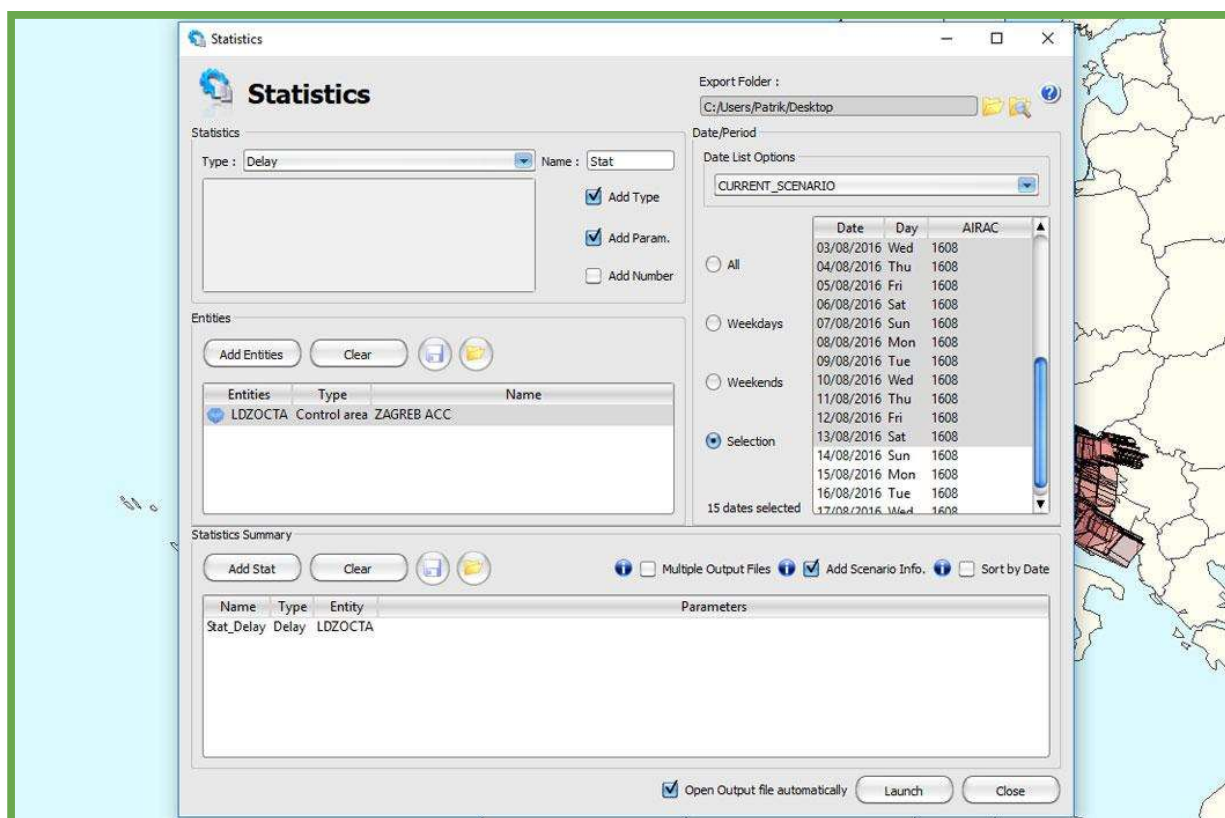 Statistics
Statistics
Export Folder :
C:/Users/Patrik/Desktop
Statistics
Type : Delay Name : Stat
Add Type
Add Param.
Add Number
Date/Period
Date List Options
CURRENT_SCENARIO
All
Weekdays
Weekends
Selection
15 dates selected
Date Day AIRAC
03/08/2016 Wed 1608
04/08/2016 Thu 1608
05/08/2016 Fri 1608
06/08/2016 Sat 1608
07/08/2016 Sun 1608
08/08/2016 Mon 1608
09/08/2016 Tue 1608
10/08/2016 Wed 1608
11/08/2016 Thu 1608
12/08/2016 Fri 1608
13/08/2016 Sat 1608
14/08/2016 Sun 1608
15/08/2016 Mon 1608
16/08/2016 Tue 1608
17/08/2016 Wed 1608
Entities
Add Entities Clear
Entities Type Name
LDZOCTA Control area ZAGREB ACC
Statistics Summary
Add Stat Clear Multiple Output Files Add Scenario Info. Sort by Date
Name Type Entity Parameters
Stat_Delay Delay LDZOCTA
Open Output file automatically Launch Close